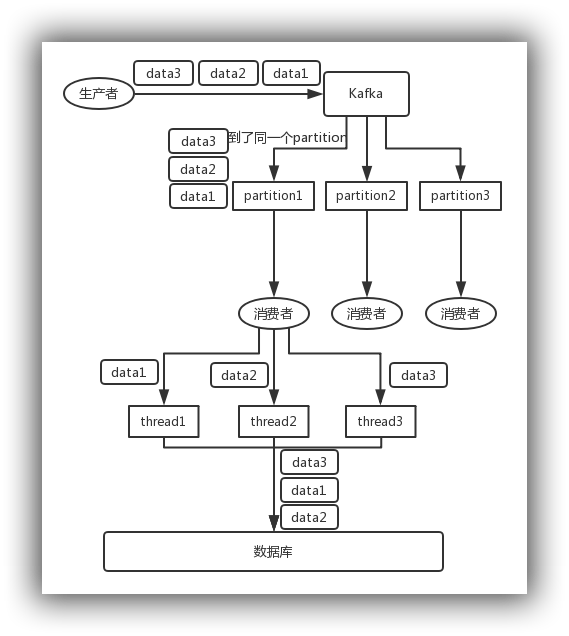 data3 data2 data1
生产者
Kafka
data3 到了同一个partition
data2
data1
partition1 partition2 partition3
消费者 消费者 消费者
data1 data2 data3
thread1 thread2 thread3
data3
data1
data2
数据库